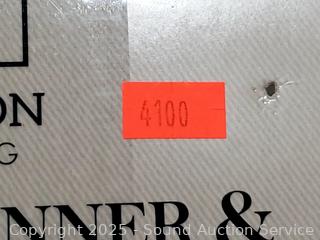 ON
4100
G
NNER &
Copyright 2025 - Sound Auction Service